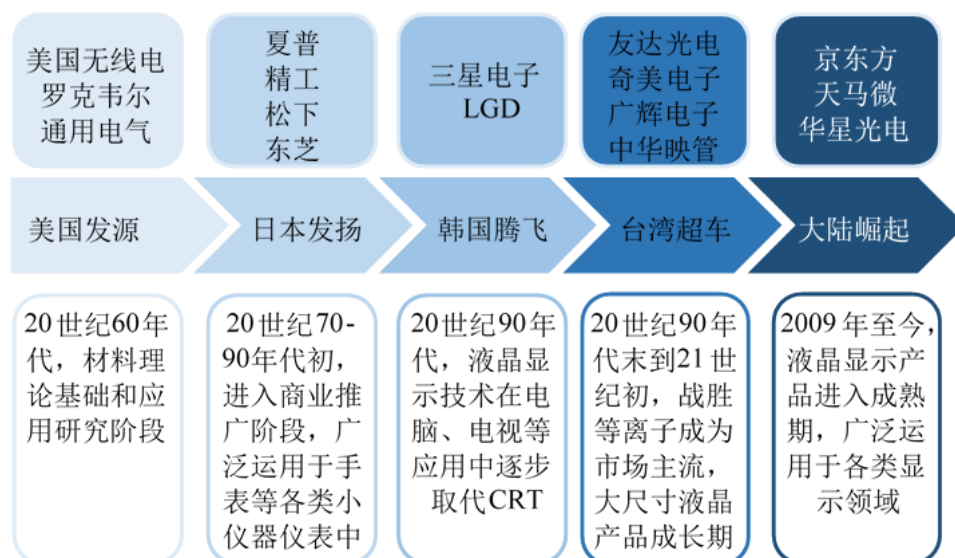 美国无线电
罗克韦尔
通用电气
夏普
精工
松下
东芝
三星电子
LGD
友达光电
奇美电子
广辉电子
中华映管
京东方
天马微
华星光电
美国发源
日本发扬
韩国腾飞
台湾超车
大陆崛起
20世纪60年
代，材料理
论基础和应
用研究阶段
20世纪70-
90年代初，
进入商业推
广阶段，广
泛运用于手
表等各类小
仪器仪表中
20世纪90年
代，液晶显
示技术在电
脑、电视等
应用中逐步
取代CRT
20世纪90年
代末到21世
纪初，战胜
等离子成为
市场主流，
大尺寸液晶
产品成长期
2009年至今，
液晶显示产
品进入成熟
期，广泛运
用于各类显
示领域